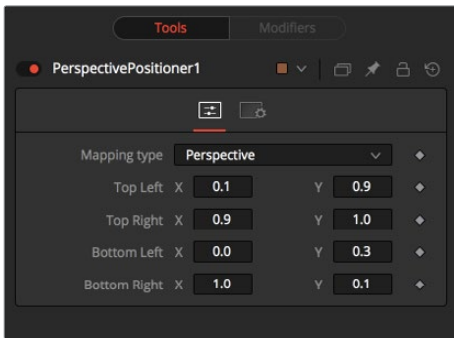 Tools Modifiers
PerspectivePositioner1
Mapping type Perspective
Top Left X 0.1 Y 0.9
Top Right X 0.9 Y 1.0
Bottom Left X 0.0 Y 0.3
Bottom Right X 1.0 Y 0.1